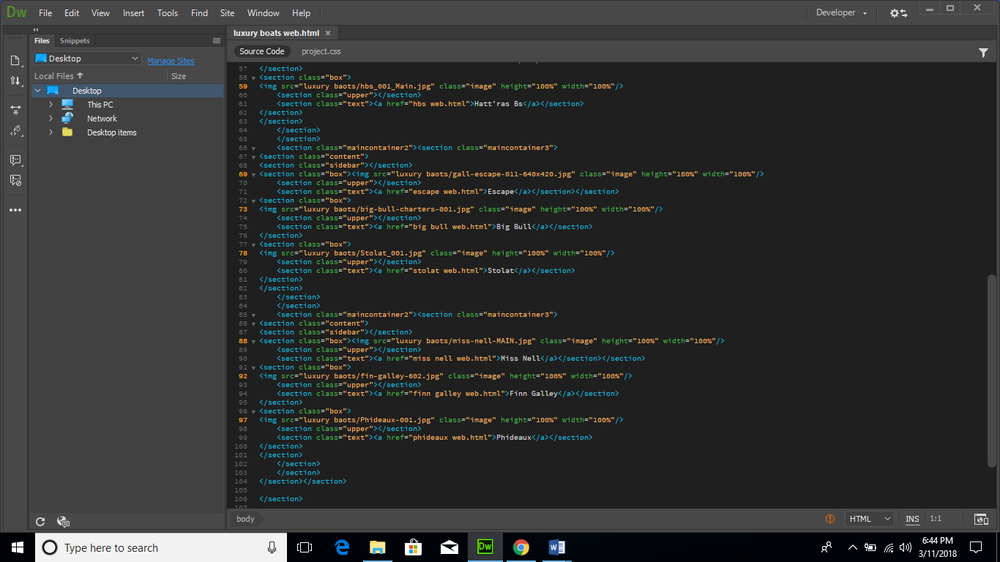 Dw File Edit View Insert Tools Find Site Window Help Developer
Files Snippets
Desktop Manage Sites
Local Files Size
Desktop
This PC
Network
Desktop items
luxury boats web.html ×
Source Code project.css
57 </section>
58 <section class="box">
59 <img src="luxury baots/hbs_001_Main.jpg" class="image" height="100%" width="100%"/>
60 <section class="upper"></section>
61 <section class="text"><a href="hbs web.html">Hatt'ras Bs</a></section>
62 </section>
63 </section>
64 </section>
65 </section>
66 <section class="maincontainer2"><section class="maincontainer3">
67 <section class="content">
68 <section class="sidebar"></section>
69 <section class="box"><img src="luxury baots/gall-escape-011-640x420.jpg" class="image" height="100%" width="100%"/>
70 <section class="upper"></section>
71 <section class="text"><a href="escape web.html">Escape</a></section></section>
72 <section class="box">
73 <img src="luxury baots/big-bull-charters-001.jpg" class="image" height="100%" width="100%"/>
74 <section class="upper"></section>
75 <section class="text"><a href="big bull web.html">Big Bull</a></section>
76 </section>
77 <section class="box">
78 <img src="luxury baots/Stolat_001.jpg" class="image" height="100%" width="100%"/>
79 <section class="upper"></section>
80 <section class="text"><a href="stolat web.html">Stolat</a></section>
81 </section>
82 </section>
83 </section>
84 </section>
85 <section class="maincontainer2"><section class="maincontainer3">
86 <section class="content">
87 <section class="sidebar"></section>
88 <section class="box"><img src="luxury baots/miss-nell-MAIN.jpg" class="image" height="100%" width="100%"/>
89 <section class="upper"></section>
90 <section class="text"><a href="miss nell web.html">Miss Nell</a></section></section>
91 <section class="box">
92 <img src="luxury baots/fin-galley-602.jpg" class="image" height="100%" width="100%"/>
93 <section class="upper"></section>
94 <section class="text"><a href="finn galley web.html">Finn Galley</a></section>
95 </section>
96 <section class="box">
97 <img src="luxury baots/Phideaux-001.jpg" class="image" height="100%" width="100%"/>
98 <section class="upper"></section>
99 <section class="text"><a href="phideaux web.html">Phideaux</a></section>
100 </section>
101 </section>
102 </section>
103 </section>
104 </section></section>
105
106 </section>
107
body HTML INS 1:1
Type here to search
Dw
6:44 PM
3/11/2018